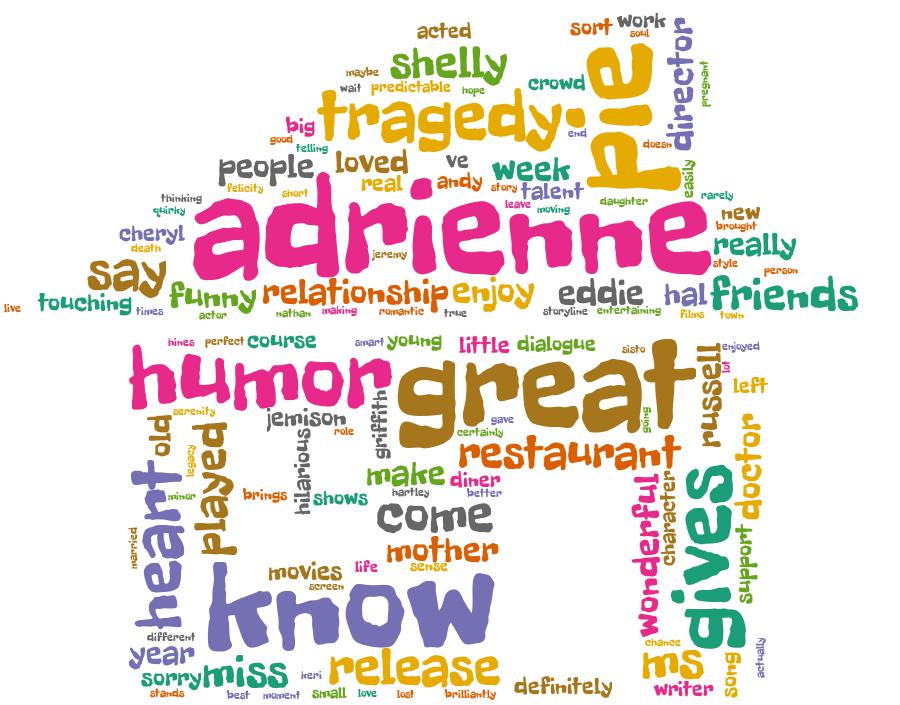 acted
sort
work
soul
shelly
pie
director
maybe
wait
predictable
hope
crowd
pregnant
tragedy
big
good
telling
end
doesn
people
loved
ve
week
easily
felicity
short
real
andy
story
talent
daughter
rarely
thinking
quirky
adrienne
leave
moving
new
brought
cheryl
death
jeremy
really
style
person
say
live
touching
times
funny
relationship
enjoy
eddie
hal
friends
actor
nathan
making
romantic
true
storyline
entertaining
films
town
hines
perfect
course
smart
young
little
dialogue
sisto
enjoyed
humor
great
russell
lot
left
serenity
old
jemison
role
griffith
gave
certainly
going
doctor
legacy
played
hilarious
restaurant
heart
minor
brings
shows
make
diner
hartley
better
wonderful
character
gives
come
married
mother
sense
support
movies
life
screen
know
different
year
chance
actually
sorry
miss
keri
release
ms
song
stands
best
moment
small
love
lost
brilliantly
definitely
writer